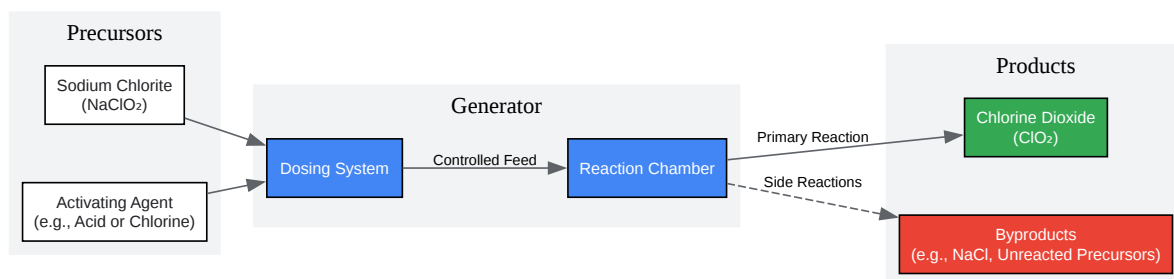 Precursors
Sodium Chlorite
(NaClO₂)
Activating Agent
(e.g., Acid or Chlorine)
Generator
Dosing System
Controlled Feed
Reaction Chamber
Primary Reaction
Side Reactions
Products
Chlorine Dioxide
(ClO₂)
Byproducts
(e.g., NaCl, Unreacted Precursors)